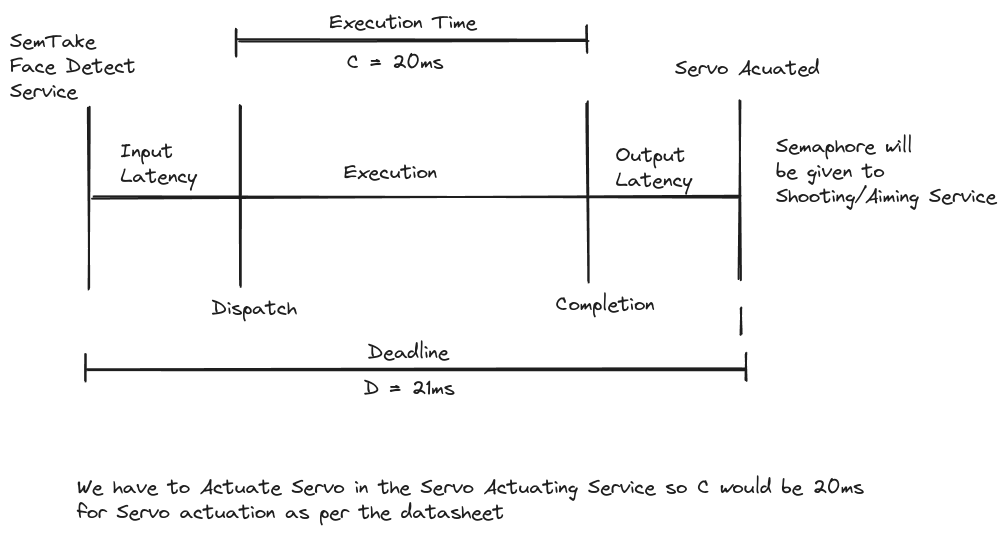 Execution Time
C = 20ms
SemTake
Face Detect
Service
Servo Acuated
Input
Latency
Execution
Output
Latency
Semaphore will
be given to
Shooting/Aiming Service
Dispatch
Completion
Deadline
D = 21ms
We have to Actuate Servo in the Servo Actuating Service so C would be 20ms
for Servo actuation as per the datasheet